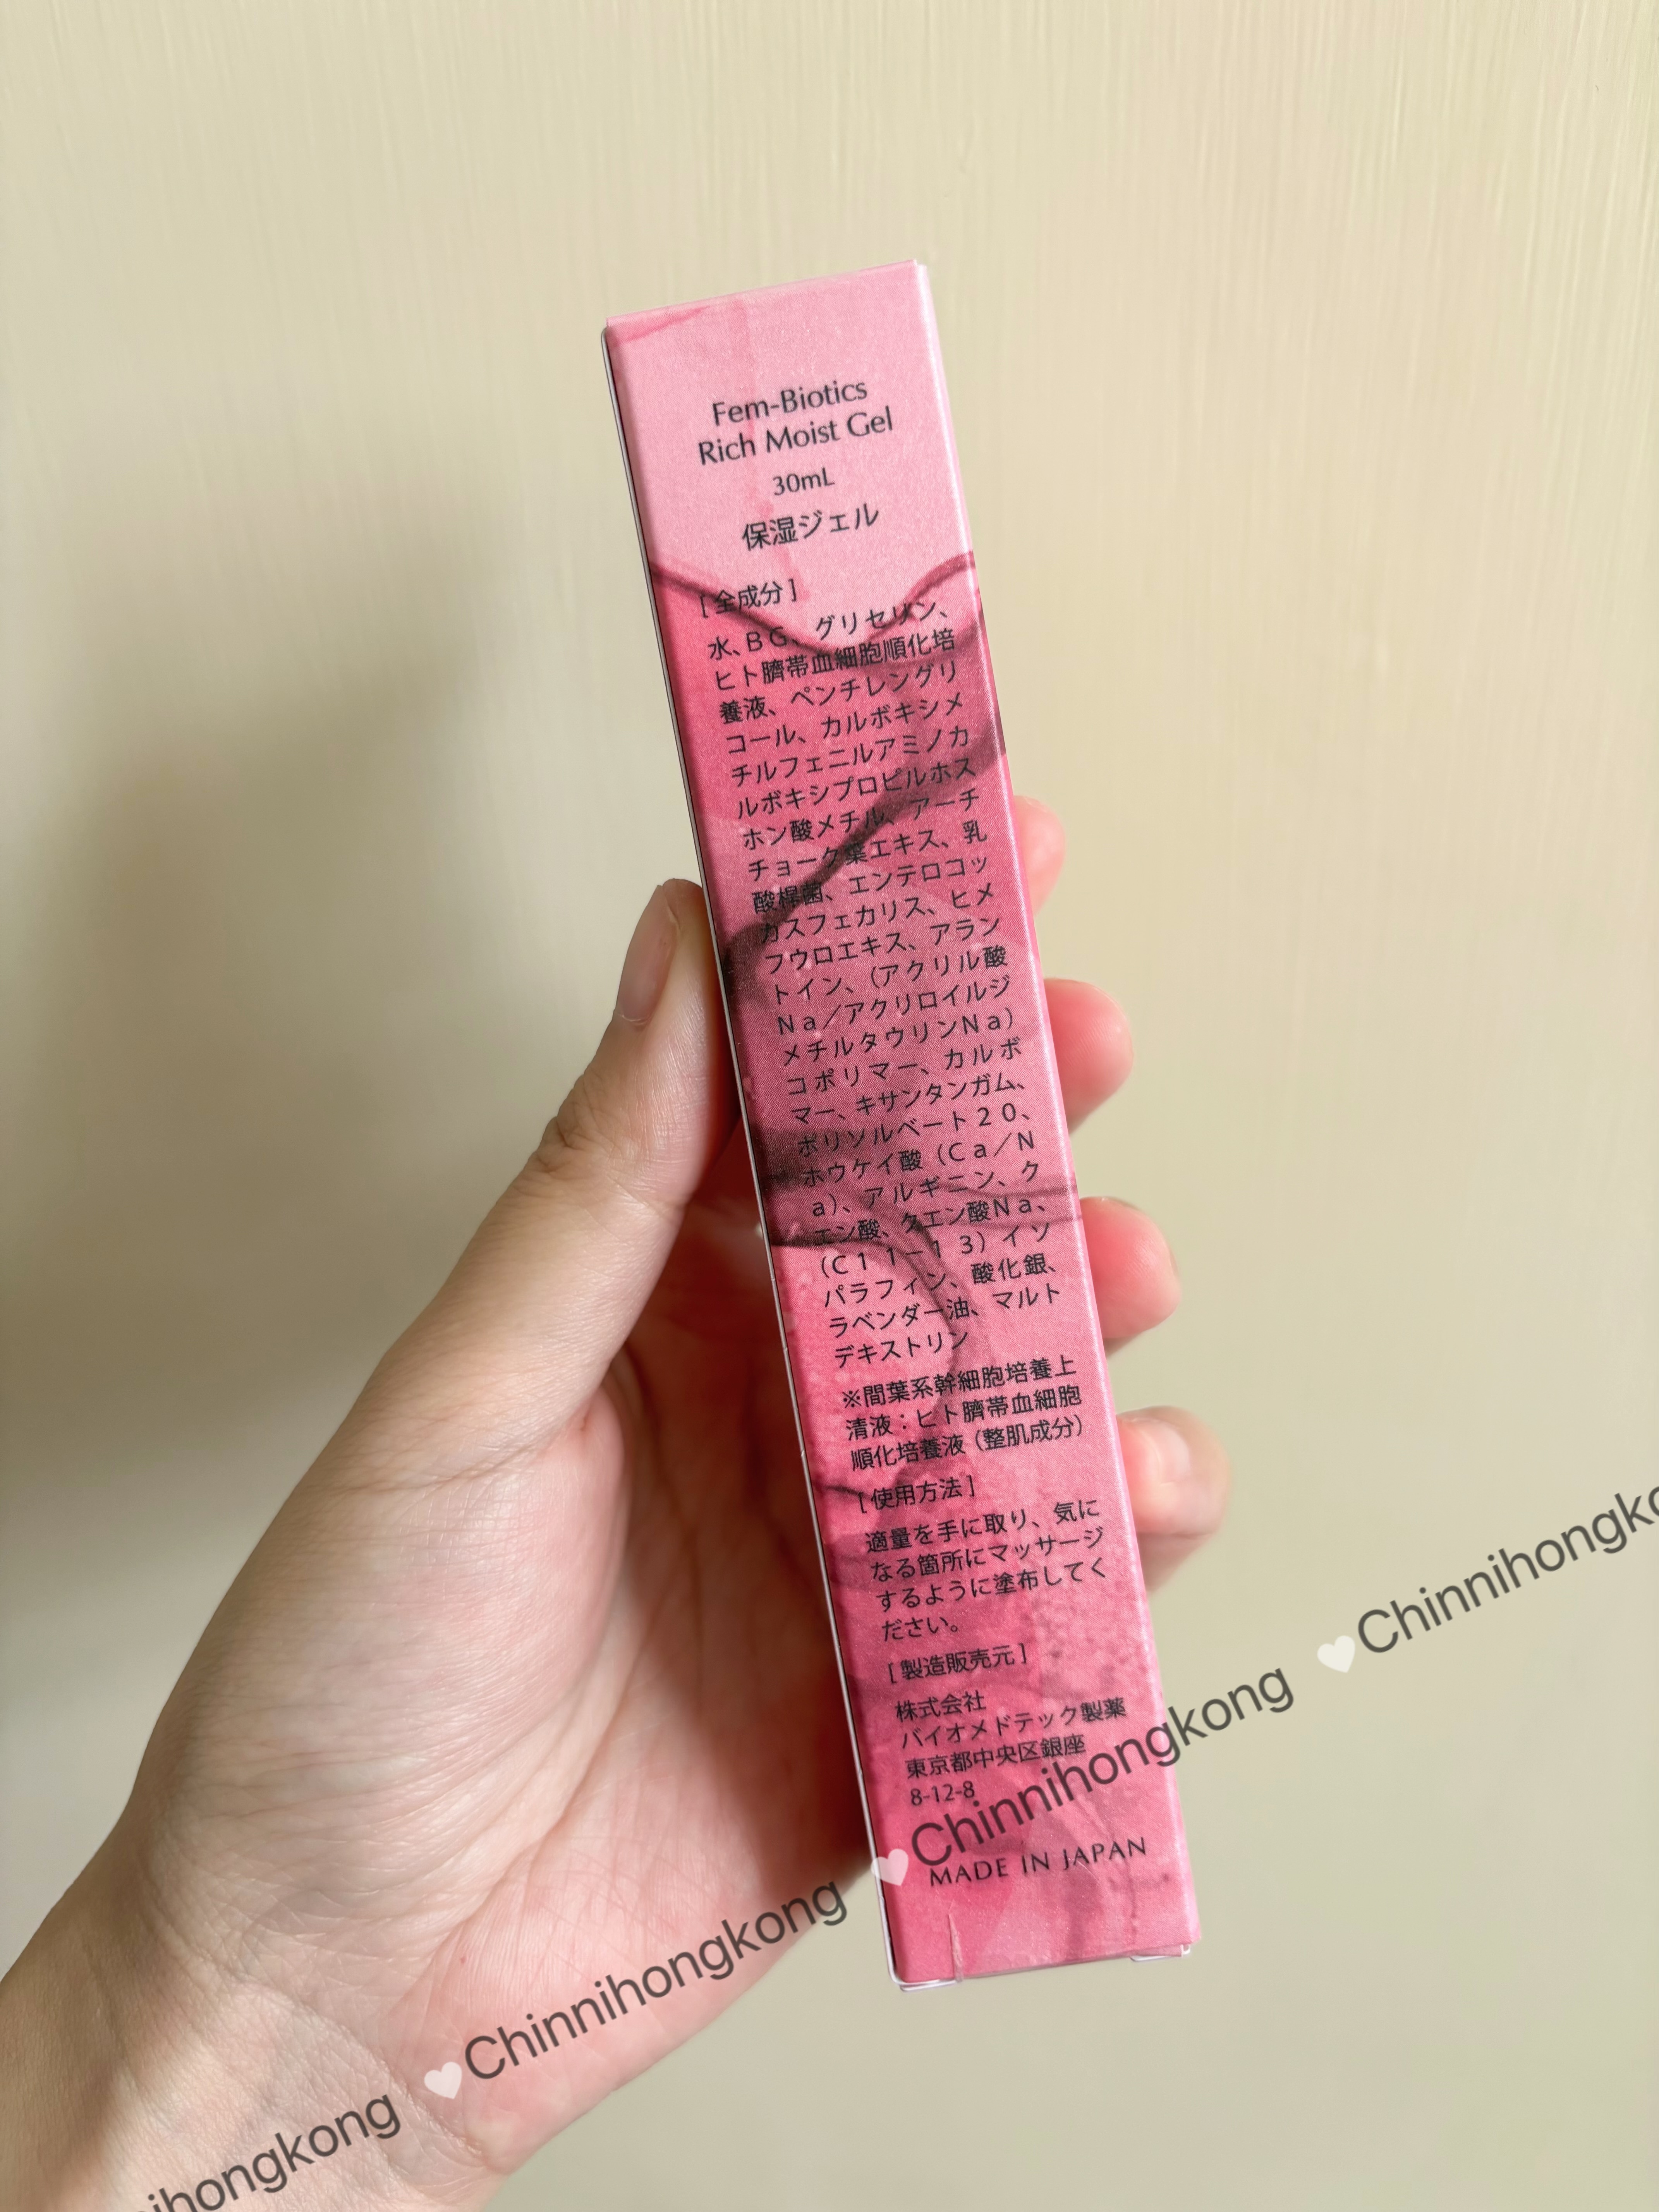 Fem-Biotics
Rich Moist Gel
30mL
保湿ジェル
[全成分]
水、BG、グリセリン、
ヒト臍帯血細胞順化培
養液、ペンチレングリ
コール、カルボキシメ
チルフェニルアミノカ
ルボキシプロピルホス
ホン酸メチル、アーチ
チョーク葉エキス、乳
酸桿菌、エンテロコッ
カスフェカリス、ヒメ
フウロエキス、アラン
トイン、(アクリル酸
Na/アクリロイルジ
メチルタウリンNa)
コポリマー、カルボ
マー、キサンタンガム、
ポリソルベート20、
ホウケイ酸(Ca/N
a)、アルギニン、ク
エン酸、クエン酸Na、
(C11-13)イソ
パラフィン、酸化銀、
ラベンダー油、マルト
デキストリン
※間葉系幹細胞培養上
清液:ヒト臍帯血細胞
順化培養液(整肌成分)
[使用方法]
適量を手に取り、気に
なる箇所にマッサージ
するように塗布してく
ださい。
[製造販売元]
株式会社
バイオメドテック製薬
東京都中央区銀座
8-12-8
MADE IN JAPAN
Chinnihongko
Chinnihongkong
Chinnihongkong
nihongkong